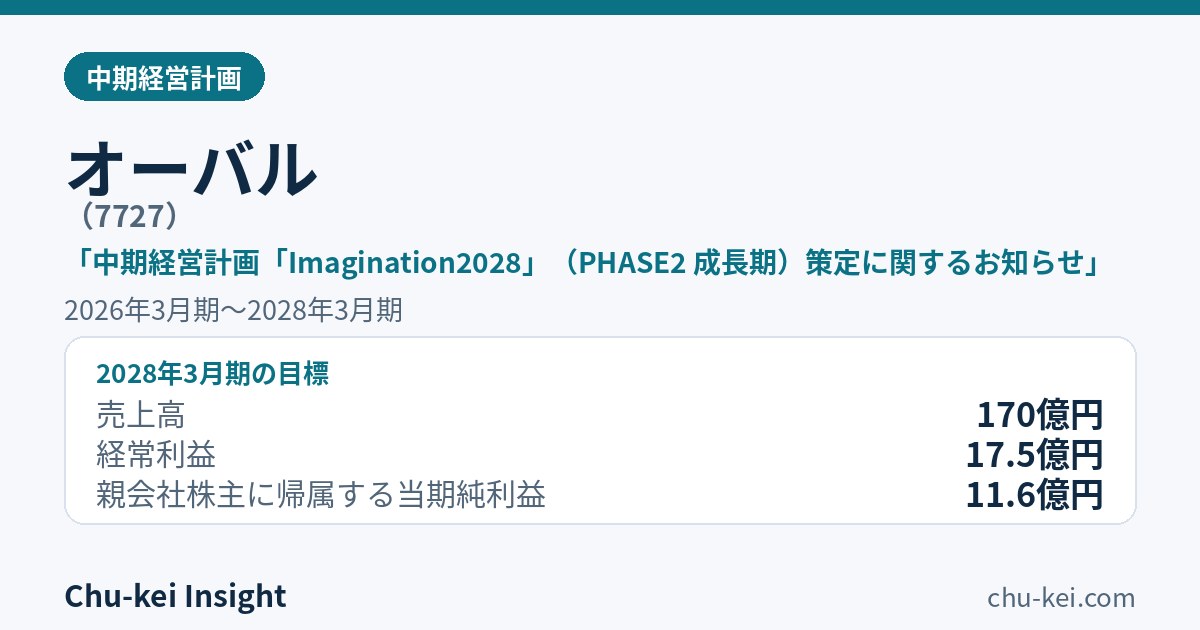 中期経営計画
オーバル
（7727）
「中期経営計画「Imagination2028」（PHASE2 成長期）策定に関するお知らせ」
2026年3月期～2028年3月期
2028年3月期の目標
売上高 170億円
経常利益 17.5億円
親会社株主に帰属する当期純利益 11.6億円
Chu-kei Insight chu-kei.com